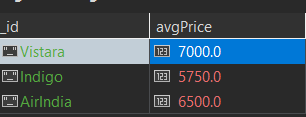 _id avgPrice
Vistara 7000.0
Indigo 5750.0
AirIndia 6500.0